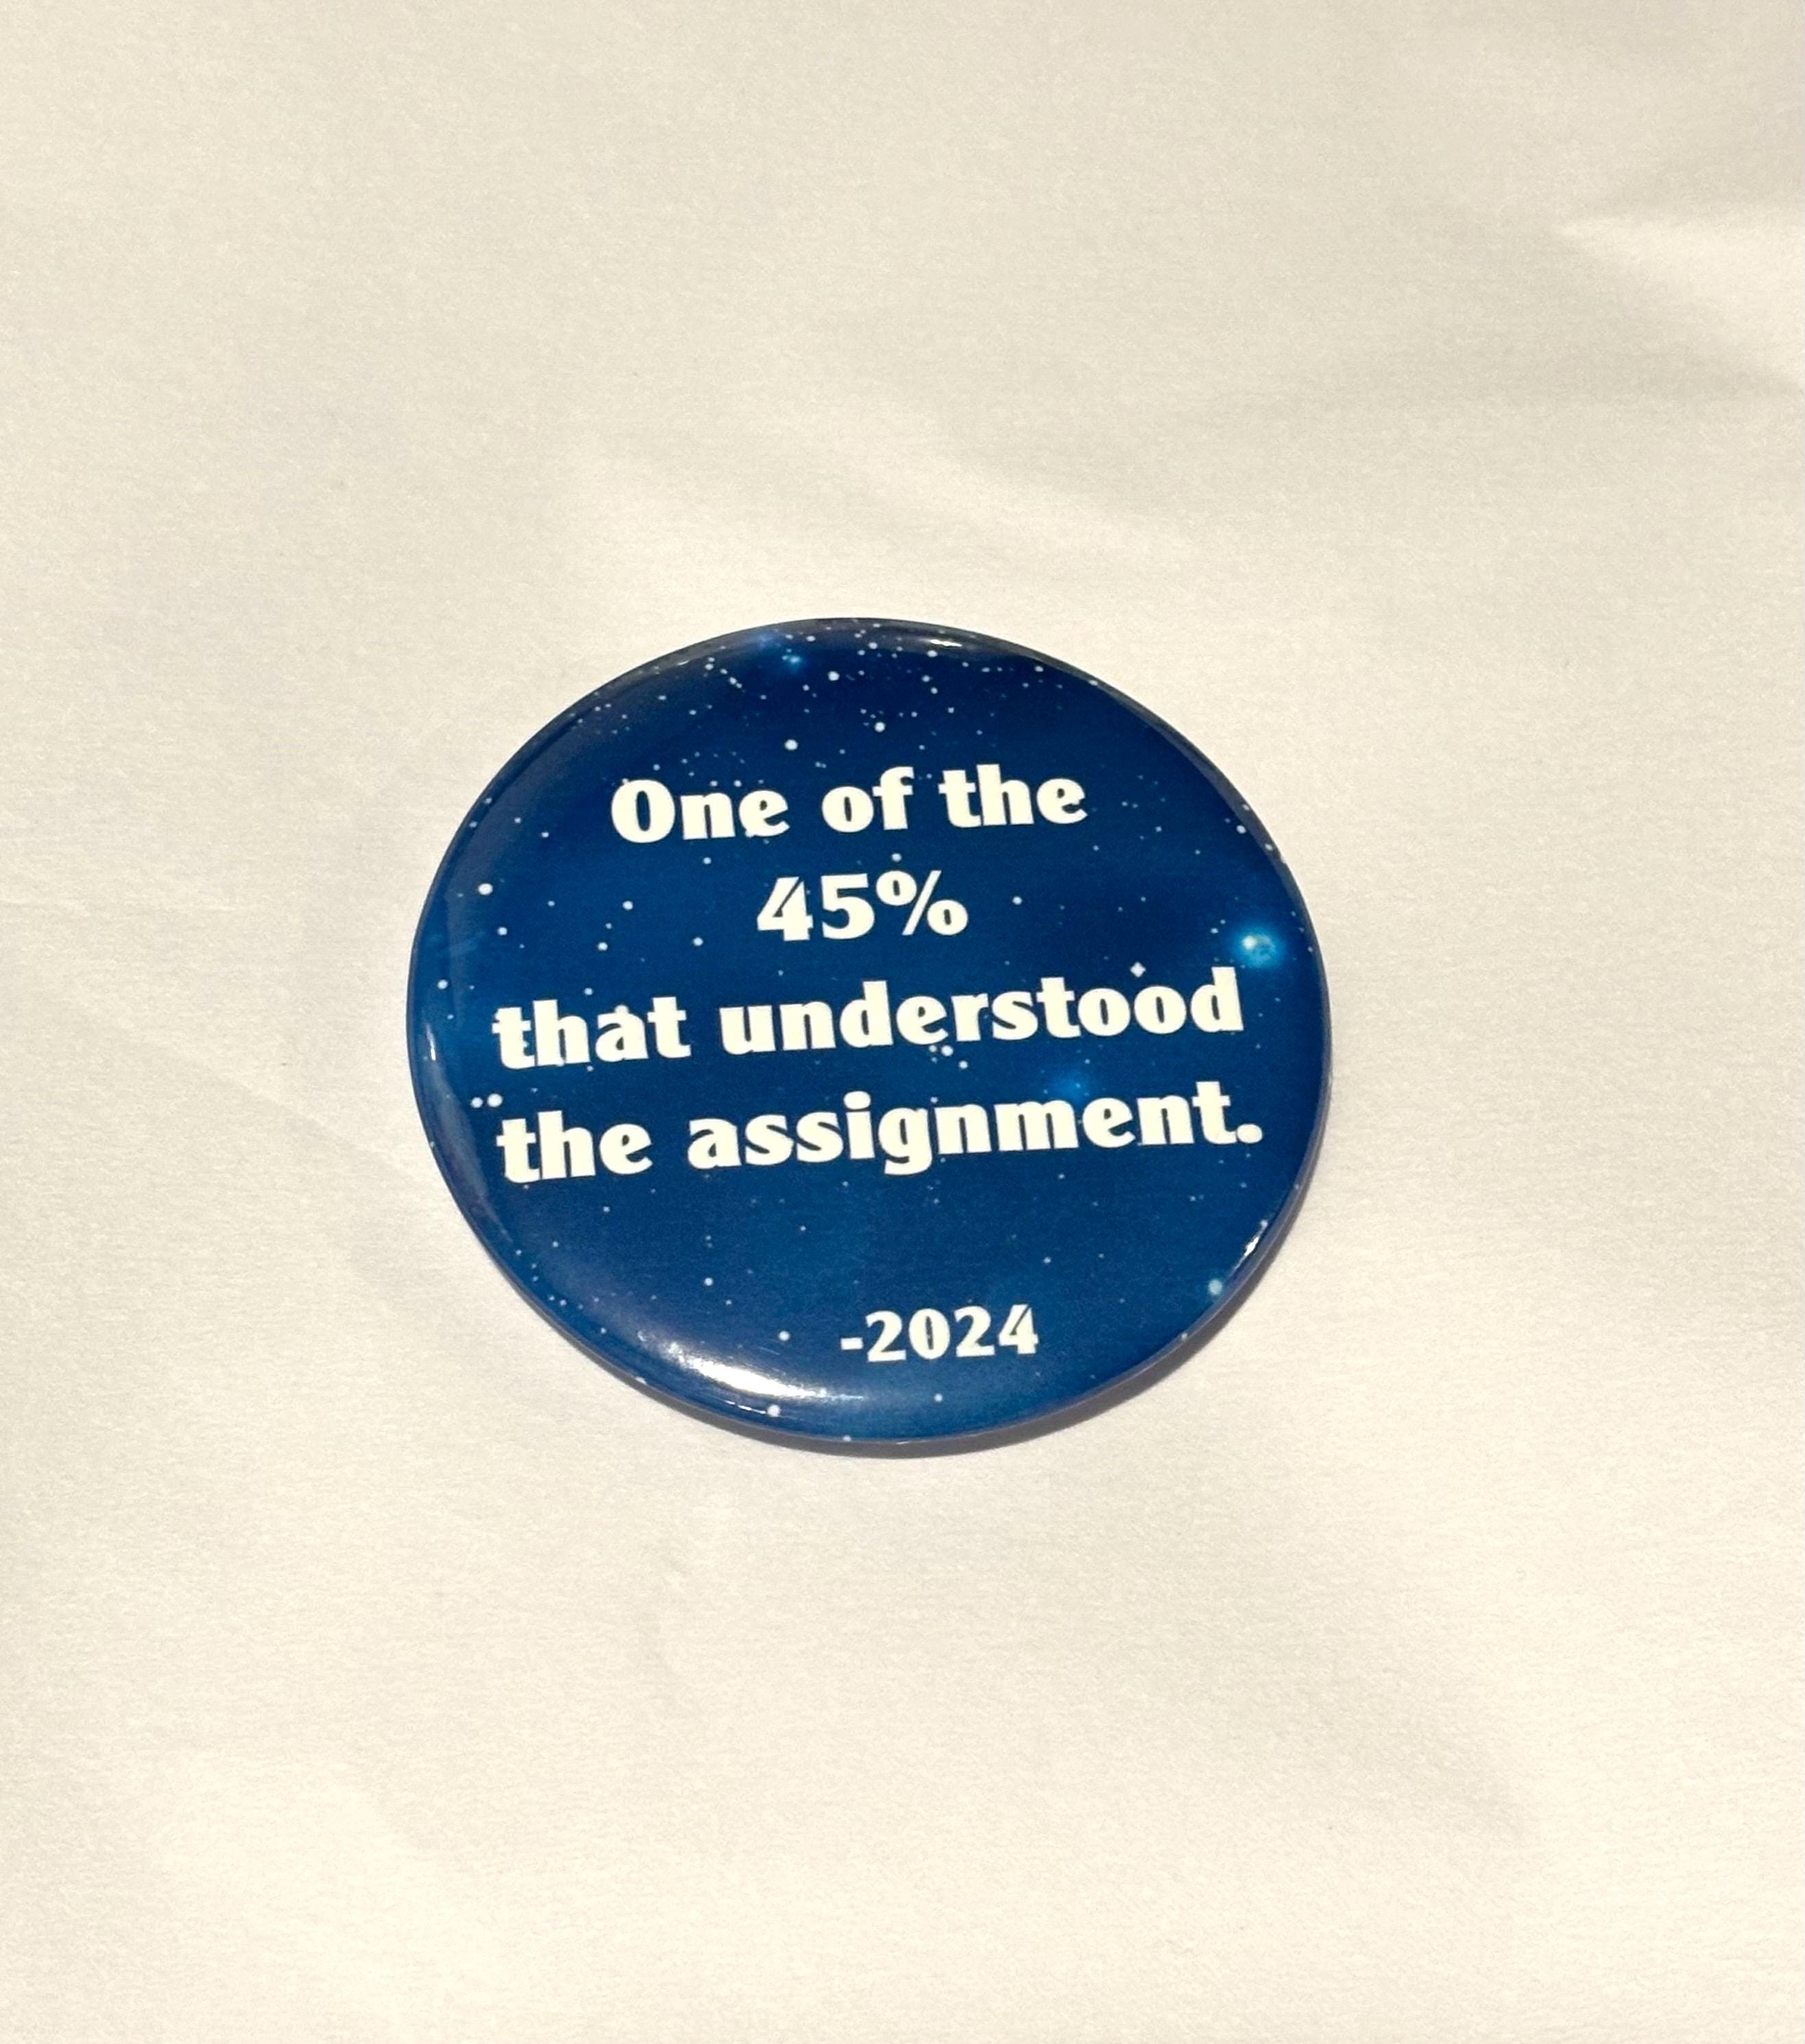 One of the
45%
that understood
the assignment.
-2024